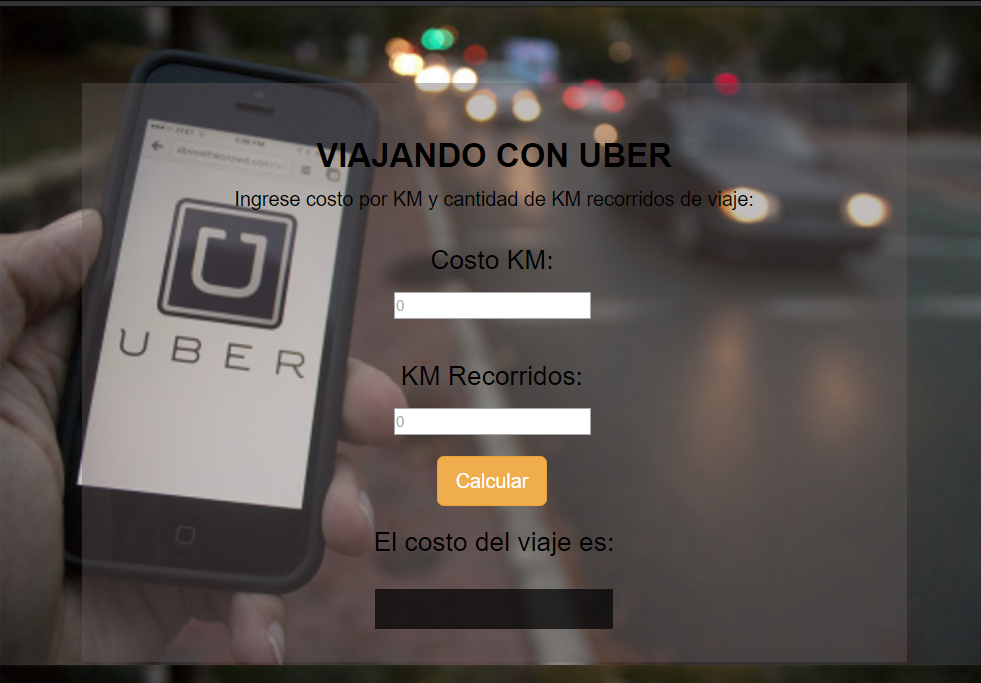 AT&T
VIAJANDO CON UBER
Ingrese costo por KM y cantidad de KM recorridos de viaje:
Costo KM:
0
UBER
KM Recorridos:
0
Calcular
El costo del viaje es: